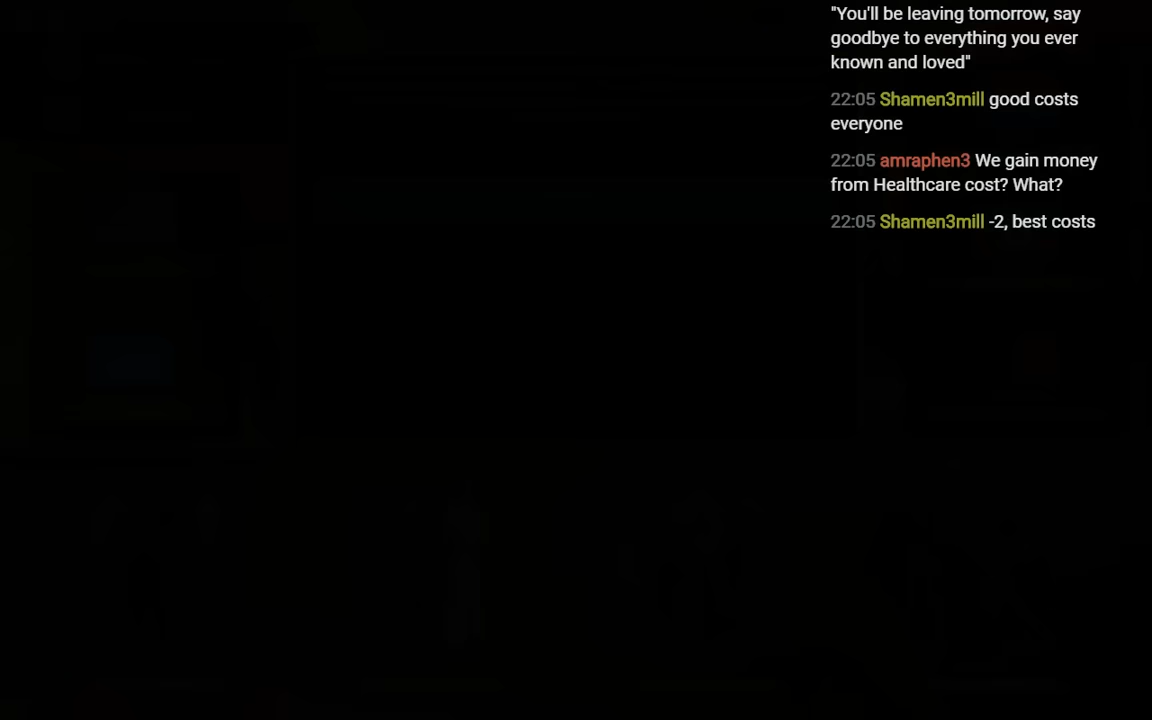 "You'll be leaving tomorrow, say
goodbye to everything you ever
known and loved"
22:05 Shamen3mill good costs
everyone
22:05 amraphen3 We gain money
from Healthcare cost? What?
22:05 Shamen3mill -2, best costs